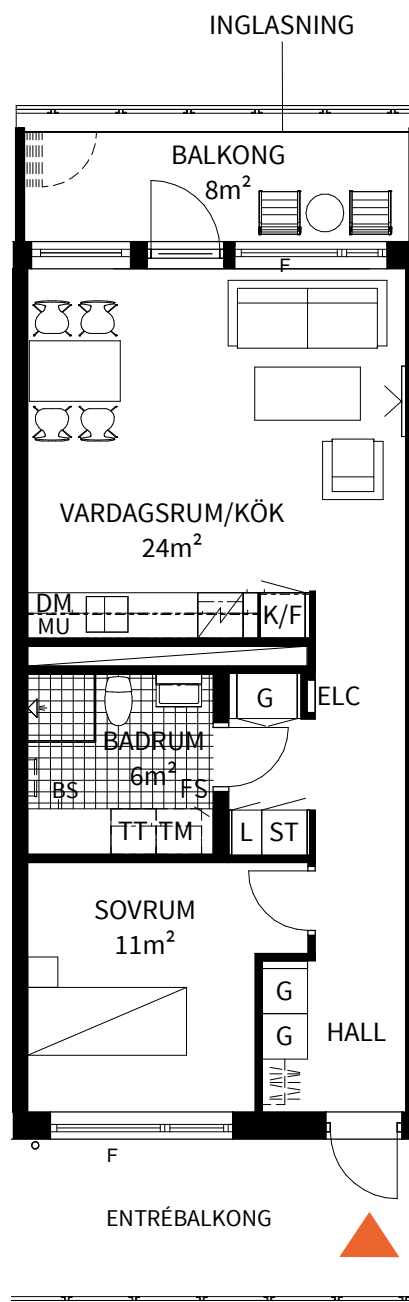 INGLASNING
BALKONG
8m²
F
VARDAGSRUM/KÖK
24m²
DM
MU
K/F
G
ELC
BADRUM
6m²
BS
FS
TT
TM
L
ST
SOVRUM
11m²
G
G
HALL
F
ENTRÉBALKONG